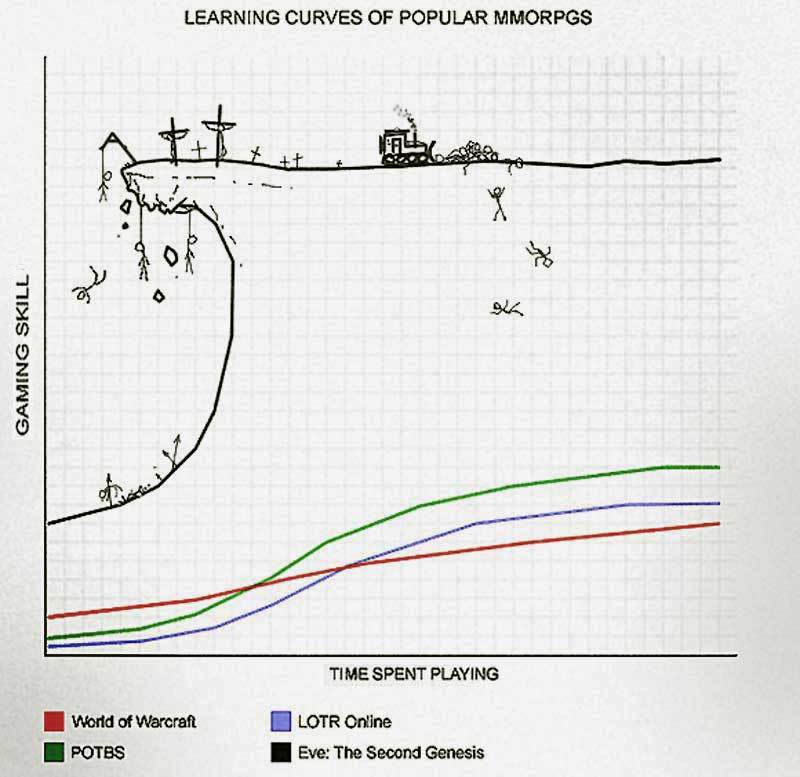 LEARNING CURVES OF POPULAR MMORPGS
GAMING SKILL
TIME SPENT PLAYING
World of Warcraft
LOTR Online
POTBS
Eve: The Second Genesis